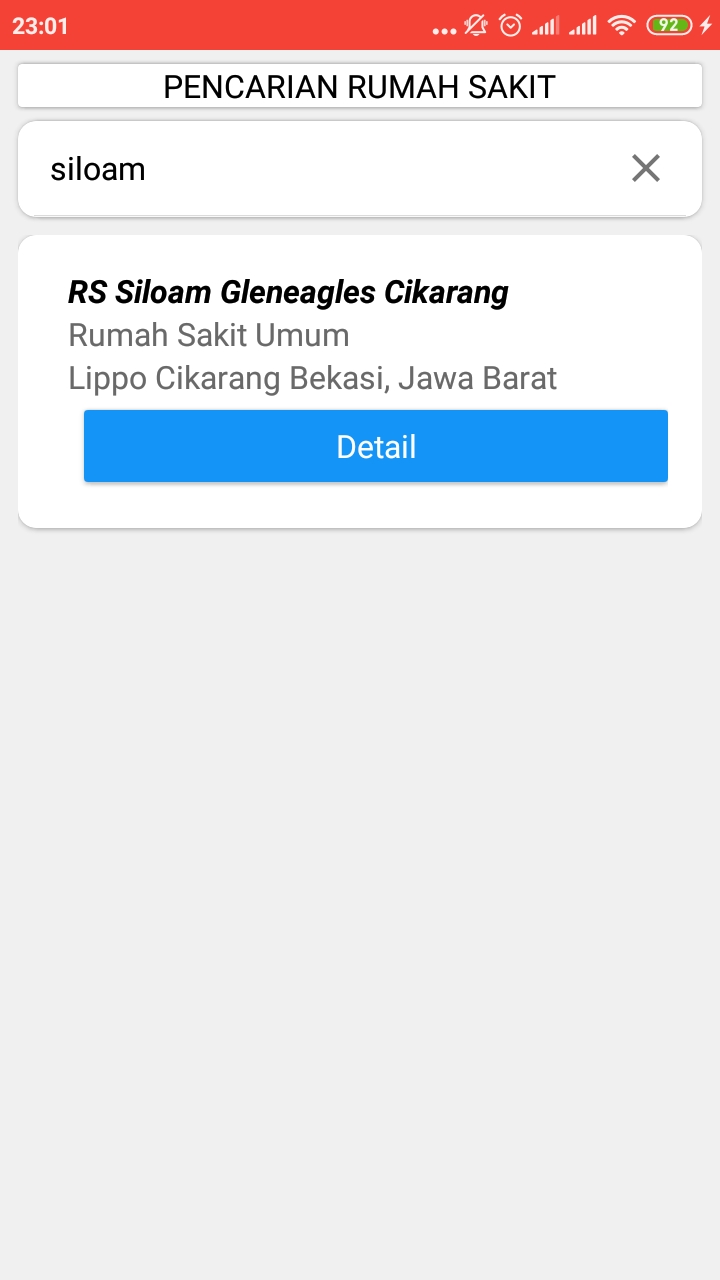 23:01
92
PENCARIAN RUMAH SAKIT
siloam
RS Siloam Gleneagles Cikarang
Rumah Sakit Umum
Lippo Cikarang Bekasi, Jawa Barat
Detail